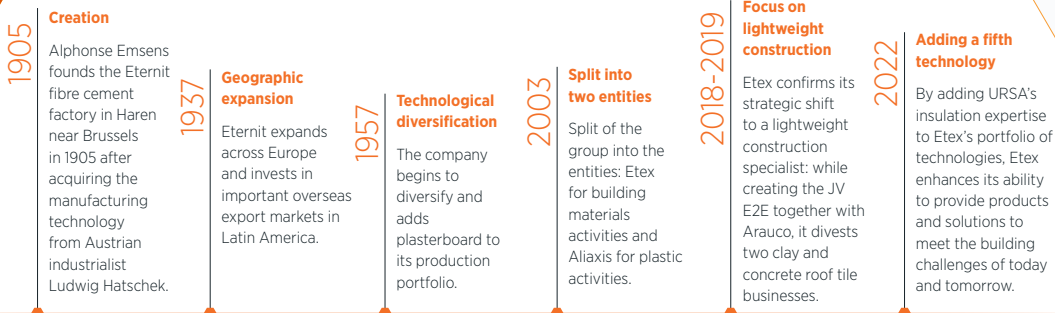 1905
Creation
Alphonse Emsens
founds the Eternit
fibre cement
factory in Haren
near Brussels
in 1905 after
acquiring the
manufacturing
technology
from Austrian
industrialist
Ludwig Hatschek.
1937
Geographic
expansion
Eternit expands
across Europe
and invests in
important overseas
export markets in
Latin America.
1957
Technological
diversification
The company
begins to
diversify and
adds
plasterboard to
its production
portfolio.
2003
Split into
two entities
Split of the
group into the
entities: Etex
for building
materials
activities and
Aliaxis for plastic
activities.
2018-2019
Focus on
lightweight
construction
Etex confirms its
strategic shift
to a lightweight
construction
specialist: while
creating the JV
E2E together with
Arauco, it divests
two clay and
concrete roof tile
businesses.
2022
Adding a fifth
technology
By adding URSA's
insulation expertise
to Etex's portfolio of
technologies, Etex
enhances its ability
to provide products
and solutions to
meet the building
challenges of today
and tomorrow.